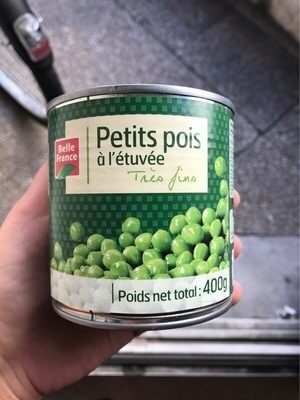 Belle
France
Petits pois
à l'étuvée
Très fins
Poids net total : 400g